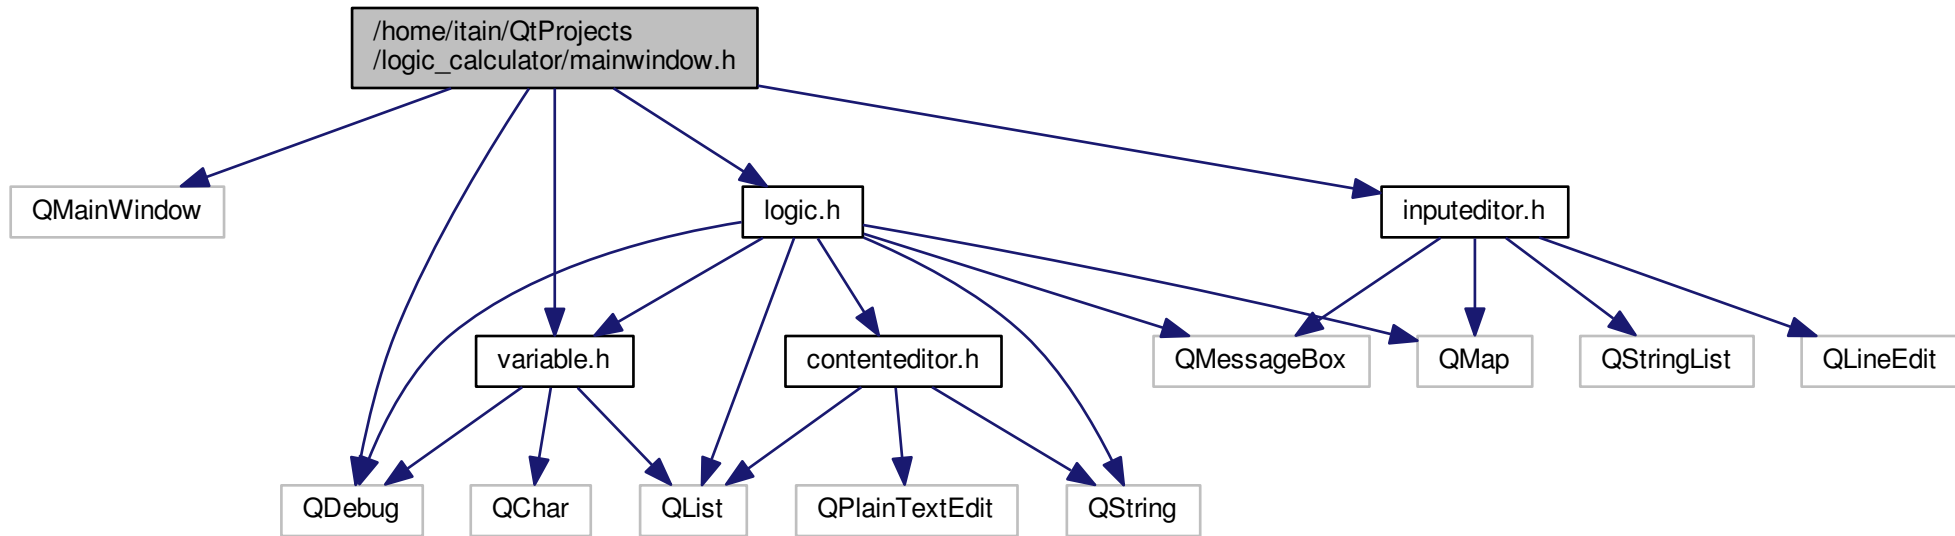 /home/itain/QtProjects
/logic_calculator/mainwindow.h
QMainWindow
logic.h
inputeditor.h
variable.h
contenteditor.h
QMessageBox
QMap
QStringList
QLineEdit
QDebug
QChar
QList
QPlainTextEdit
QString